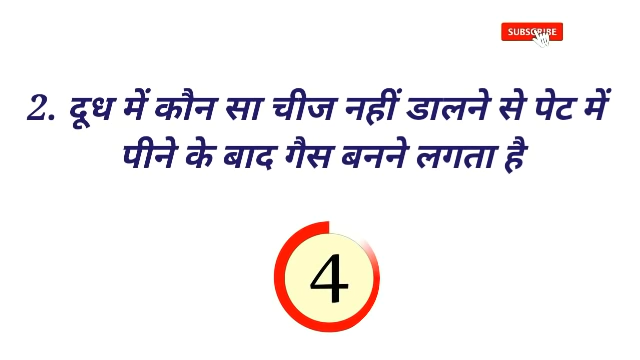 SUBSCRIBE
2. दूध में कौन सा चीज नहीं डालने से पेट में
पीने के बाद गैस बनने लगता है
4